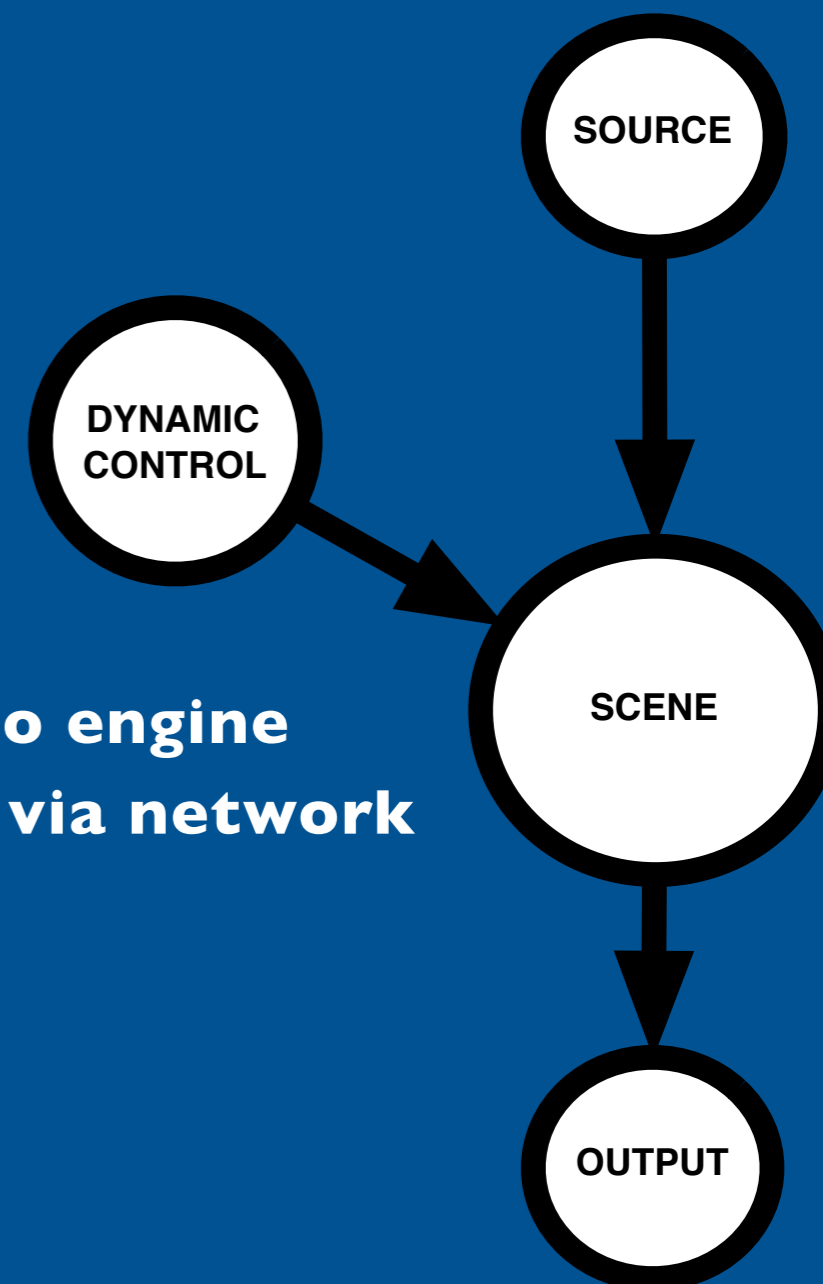 SOURCE
DYNAMIC
CONTROL
SCENE
o engine
via network
OUTPUT